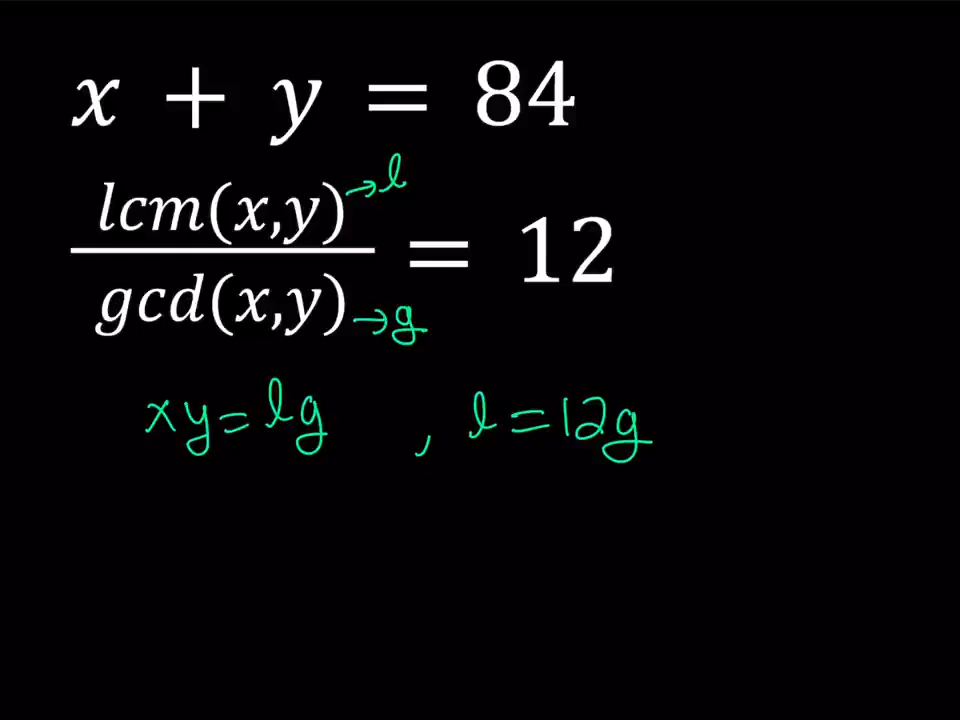 x + y = 84
lcm(x,y) → l
= 12
gcd(x,y) → g
xy = lg , l = 12g